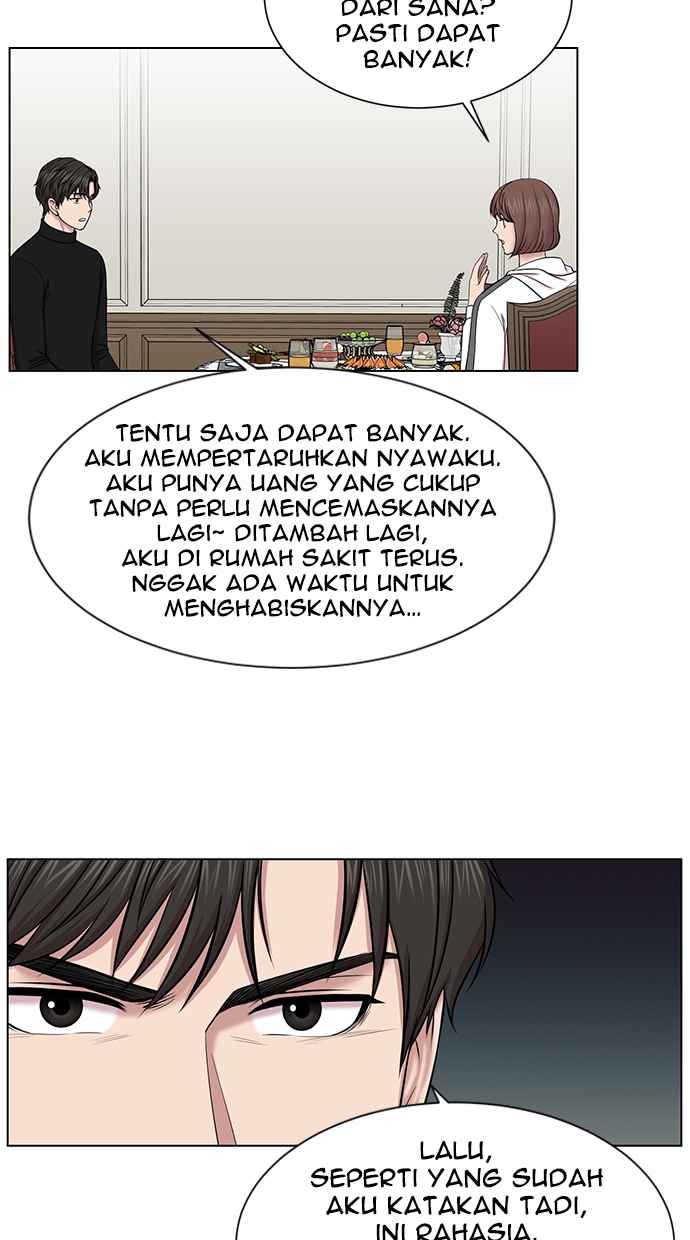 DARI SANA?
PASTI DAPAT
BANYAK!
TENTU SAJA DAPAT BANYAK.
AKU MEMPERTARUHKAN NYAWAKU.
AKU PUNYA UANG YANG CUKUP
TANPA PERLU MENCEMASKANNYA
LAGI~ DITAMBAH LAGI,
AKU DI RUMAH SAKIT TERUS.
NGGAK ADA WAKTU UNTUK
MENGHABISKANNYA...
LALU,
SEPERTI YANG SUDAH
AKU KATAKAN TADI,
INI RAHASIA.